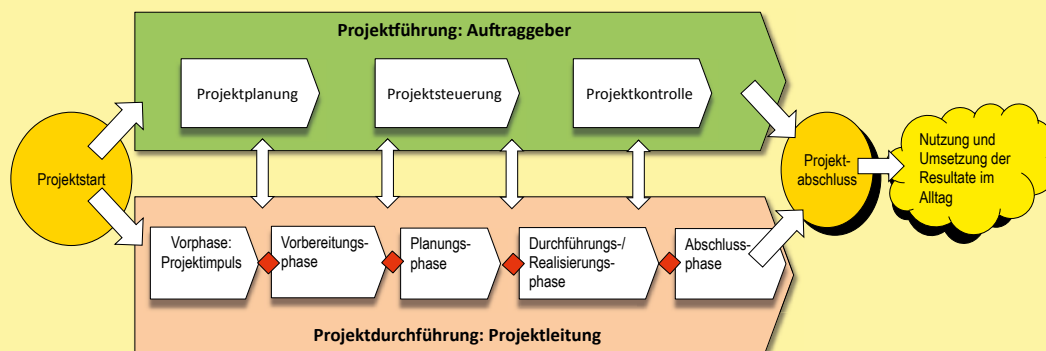 Projektführung: Auftraggeber
Projektplanung
Projektsteuerung
Projektkontrolle
Projektstart
Projekt-
abschluss
Nutzung und
Umsetzung der
Resultate im
Alltag
Vorphase:
Projektimpuls
Vorbereitungs-
phase
Planungs-
phase
Durchführungs-/
Realisierungs-
phase
Abschluss-
phase
Projektdurchführung: Projektleitung